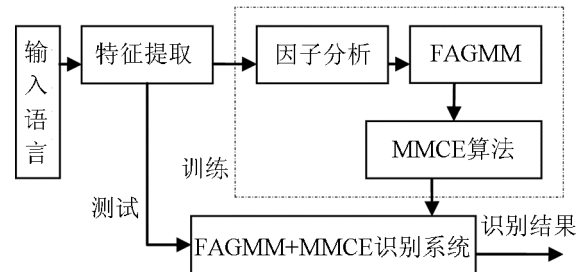 输入语言
特征提取
因子分析
FAGMM
MMCE算法
训练
测试
识别结果
FAGMM+MMCE识别系统